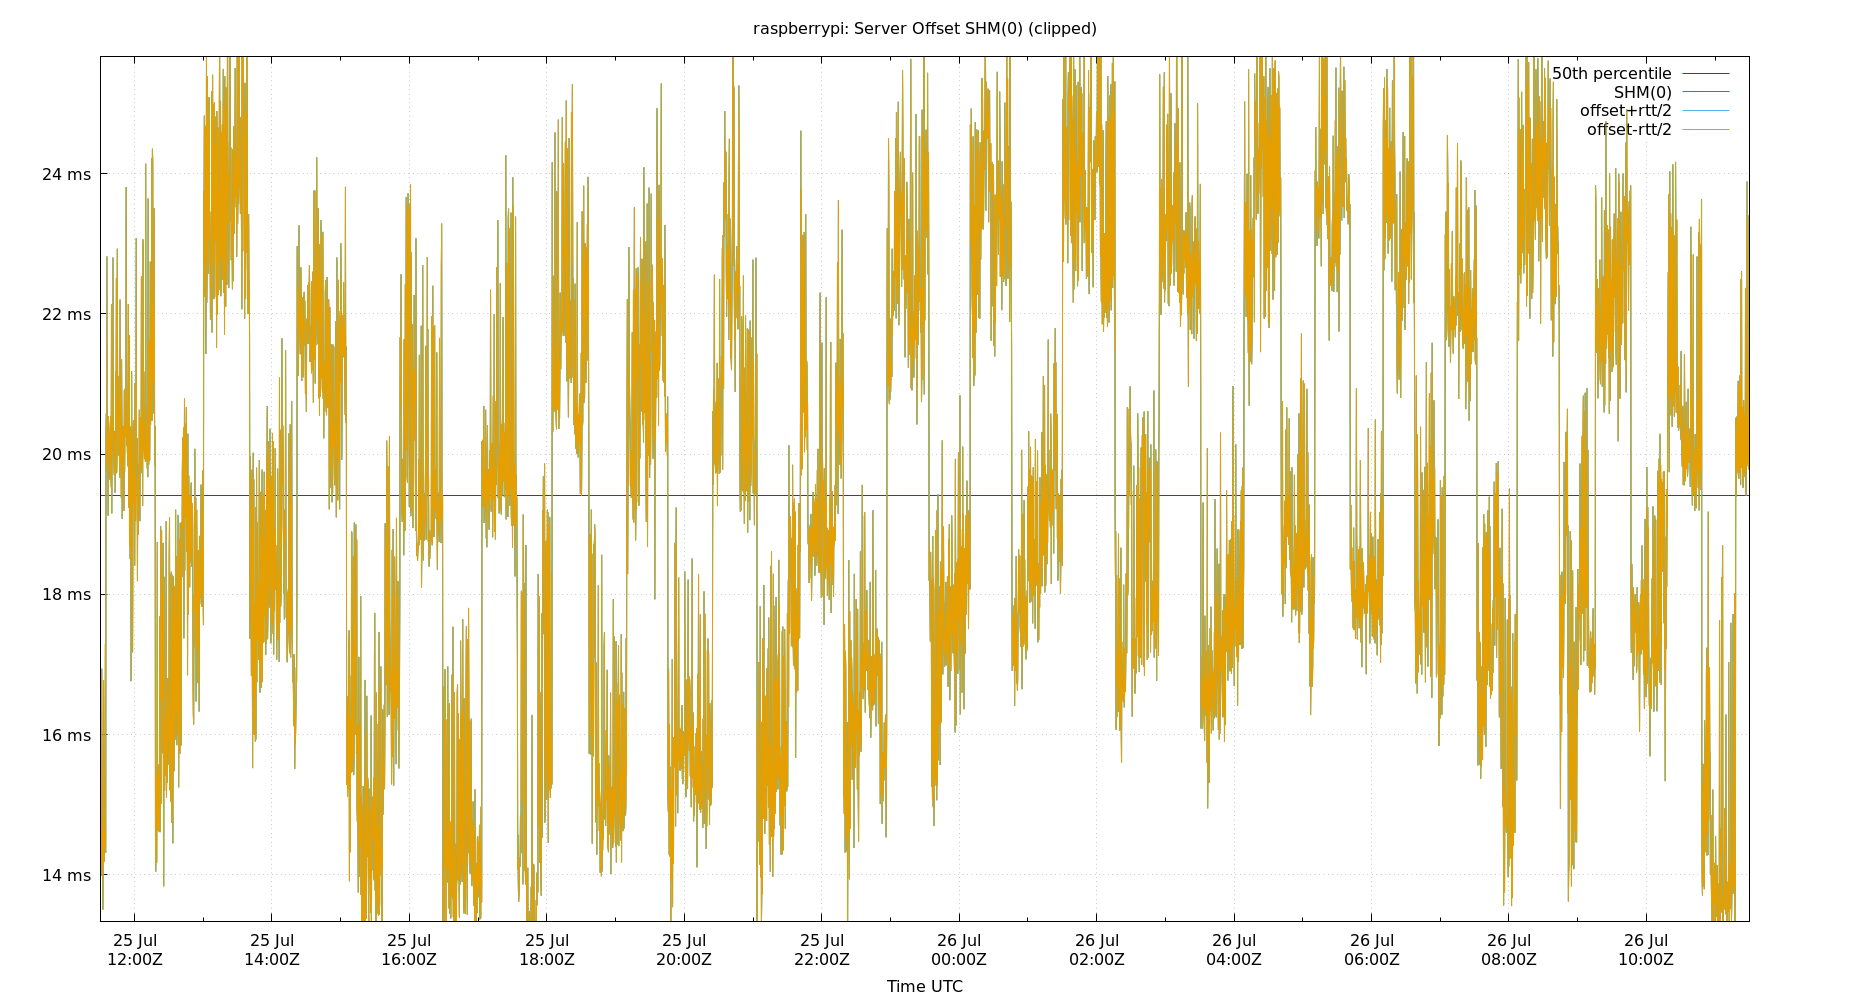 raspberrypi: Server Offset SHM(0) (clipped)
50th percentile
SHM(0)
offset+rtt/2
offset-rtt/2
24 ms
22 ms
20 ms
18 ms
16 ms
14 ms
25 Jul 25 Jul 25 Jul 25 Jul 25 Jul 25 Jul 26 Jul 26 Jul 26 Jul 26 Jul 26 Jul 26 Jul
12:00Z 14:00Z 16:00Z 18:00Z 20:00Z 22:00Z 00:00Z 02:00Z 04:00Z 06:00Z 08:00Z 10:00Z
Time UTC